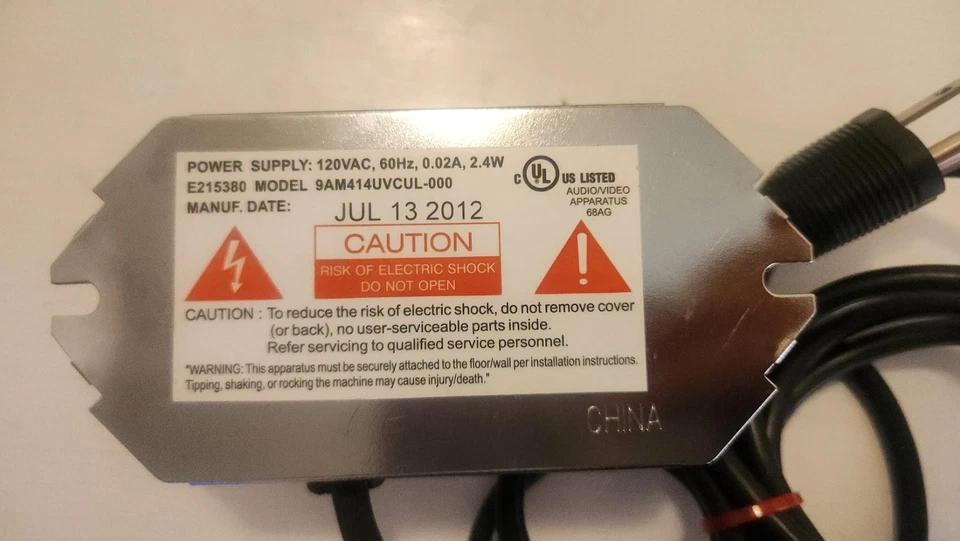 POWER SUPPLY: 120VAC, 60Hz, 0.02A, 2.4W
E215380 MODEL 9AM414UVCUL-000
MANUF. DATE: JUL 13 2012
C UL US LISTED
AUDIO/VIDEO
APPARATUS
68AG
CAUTION
RISK OF ELECTRIC SHOCK
DO NOT OPEN
!
CAUTION : To reduce the risk of electric shock, do not remove cover
(or back), no user-serviceable parts inside.
Refer servicing to qualified service personnel.
"WARNING: This apparatus must be securely attached to the floor/wall per installation instructions.
Tipping, shaking, or rocking the machine may cause injury/death."
CHINA